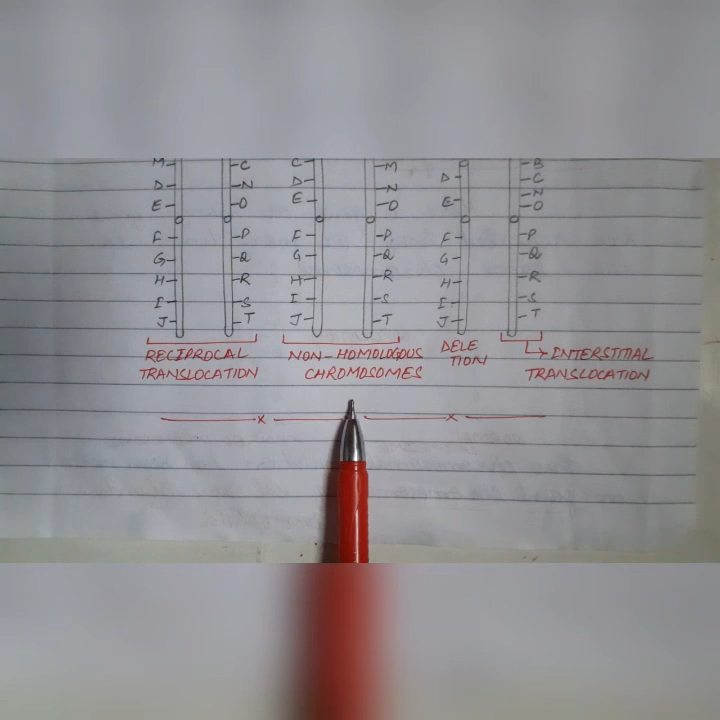 M C C M B
D N D N D C
E O E O E N
O
F P F P F P
G Q G Q G Q
H R H R H R
I S I S I S
J T J T J T
RECIPROCAL NON-HOMOLOGOUS DELE INTERSTITIAL
TRANSLOCATION CHROMOSOMES TION TRANSLOCATION
x x